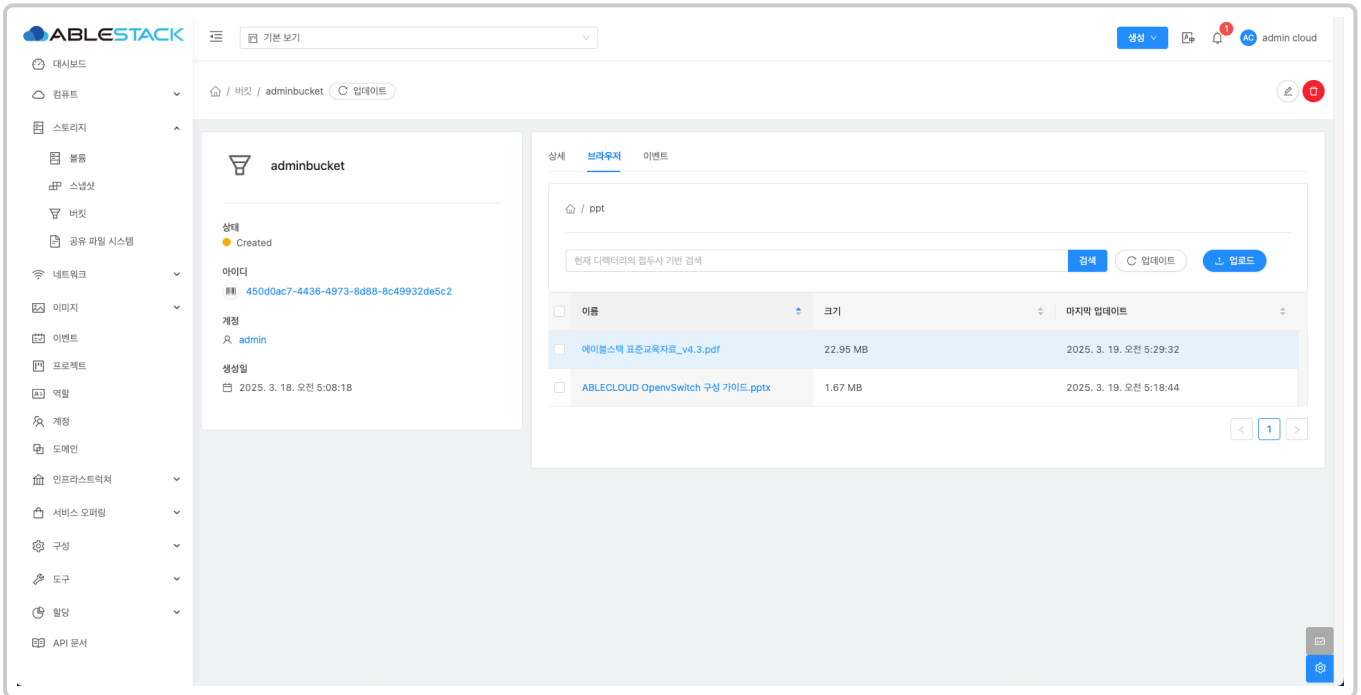 ABLESTACK
기본 보기
생성
1
AC
admin cloud
대시보드
컴퓨트
스토리지
볼륨
스냅샷
버킷
공유 파일 시스템
네트워크
이미지
이벤트
프로젝트
역할
계정
도메인
인프라스트럭쳐
서비스 오퍼링
구성
도구
할당
API 문서
/ 버킷 / adminbucket 업데이트
adminbucket
상태
Created
아이디
450d0ac7-4436-4973-8d88-8c49932de5c2
계정
admin
생성일
2025. 3. 18. 오전 5:08:18
상세 브라우저 이벤트
/ ppt
현재 디렉터리의 접두사 기반 검색 검색 업데이트 업로드
이름 크기 마지막 업데이트
에이블스택 표준교육자료_v4.3.pdf 22.95 MB 2025. 3. 19. 오전 5:29:32
ABLECLOUD OpenvSwitch 구성 가이드.pptx 1.67 MB 2025. 3. 19. 오전 5:18:44
< 1 >